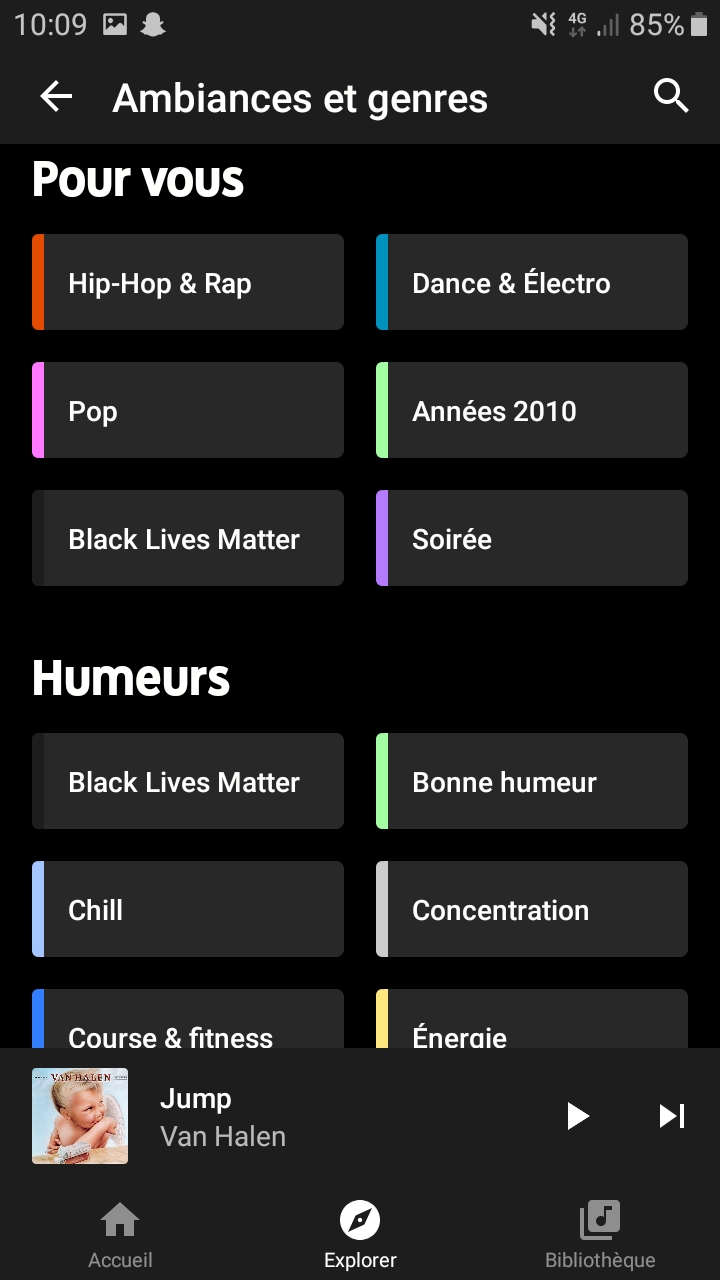 10:09 4G 85%
Ambiances et genres
Pour vous
Hip-Hop & Rap Dance & Électro
Pop Années 2010
Black Lives Matter Soirée
Humeurs
Black Lives Matter Bonne humeur
Chill Concentration
Course & fitness Énergie
VAN HALEN
Jump
Van Halen
Accueil Explorer Bibliothèque